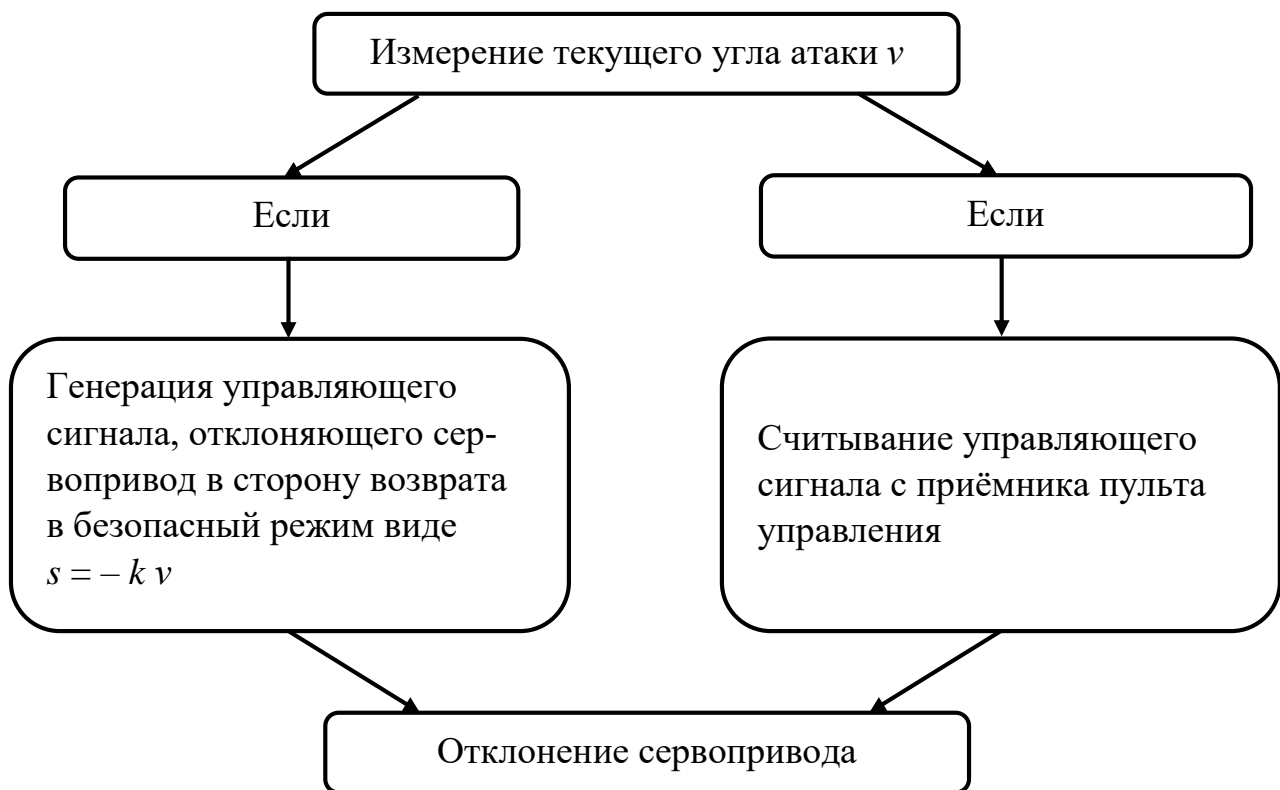 Измерение текущего угла атаки v
Если
Если
Генерация управляющего
сигнала, отклоняющего сер-
вопривод в сторону возврата
в безопасный режим виде
s = – k v
Считывание управляющего
сигнала с приёмника пульта
управления
Отклонение сервопривода